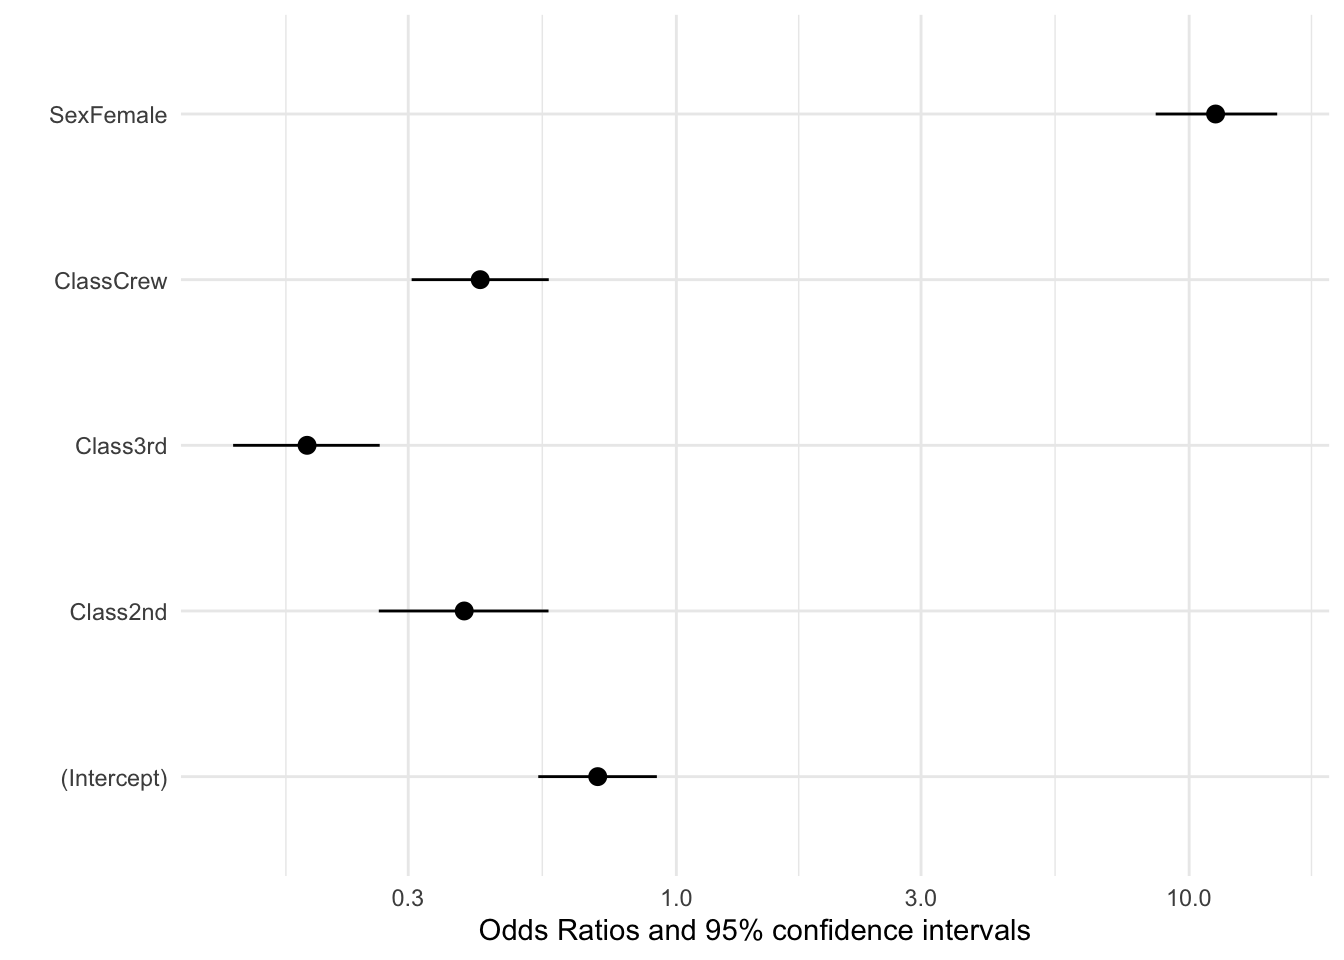 SexFemale
ClassCrew
Class3rd
Class2nd
(Intercept)
0.3 1.0 3.0 10.0
Odds Ratios and 95% confidence intervals